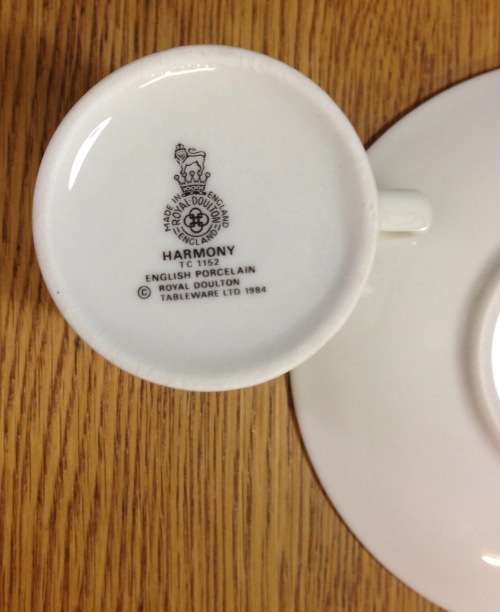 MADE IN ENGLAND
ROYAL DOULTON
ENGLAND
HARMONY
TC 1152
ENGLISH PORCELAIN
© ROYAL DOULTON
TABLEWARE LTD 1984